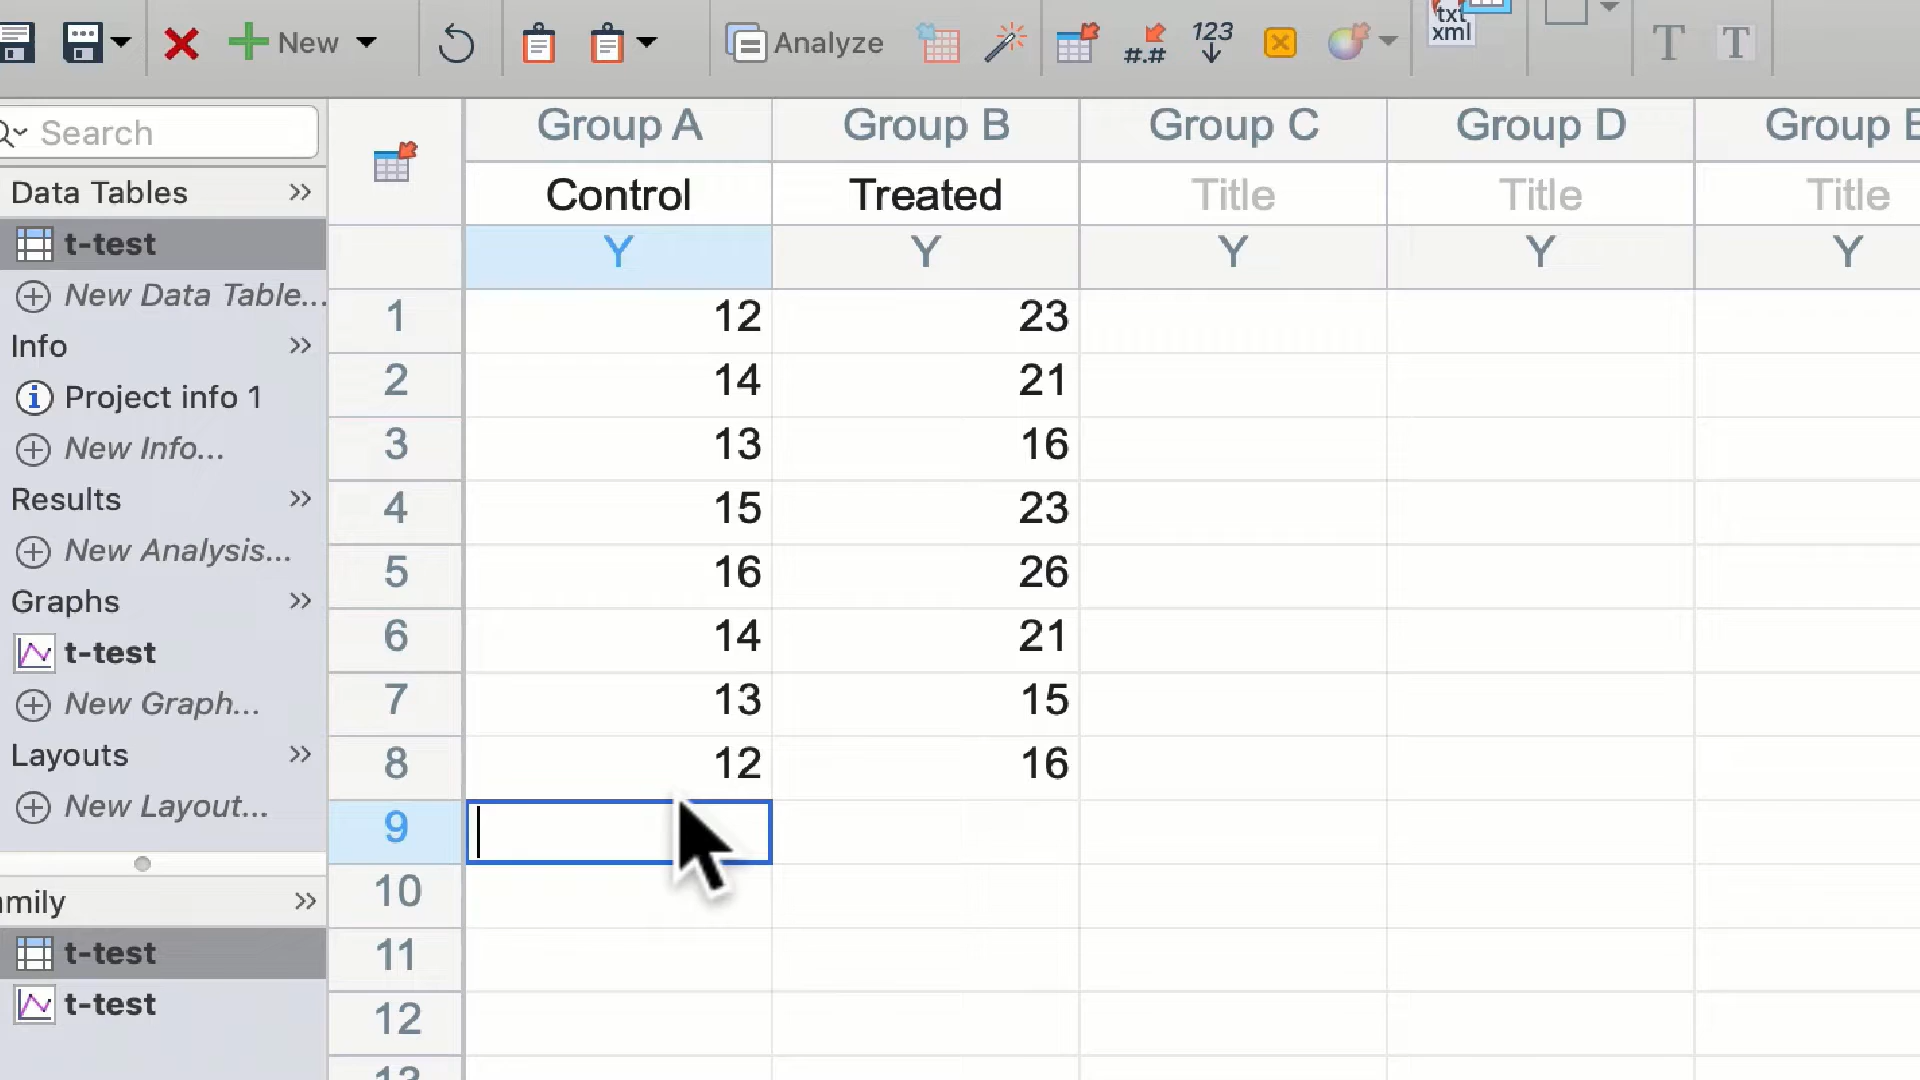 New
Analyze
#.#
123
txt
xml
T
T
Search
Data Tables
t-test
New Data Table...
Info
Project info 1
New Info...
Results
New Analysis...
Graphs
t-test
New Graph...
Layouts
New Layout...
mily
t-test
t-test
Group A Group B Group C Group D Group E
Control Treated Title Title Title
Y Y Y Y Y
1 12 23
2 14 21
3 13 16
4 15 23
5 16 26
6 14 21
7 13 15
8 12 16
9
10
11
12
13